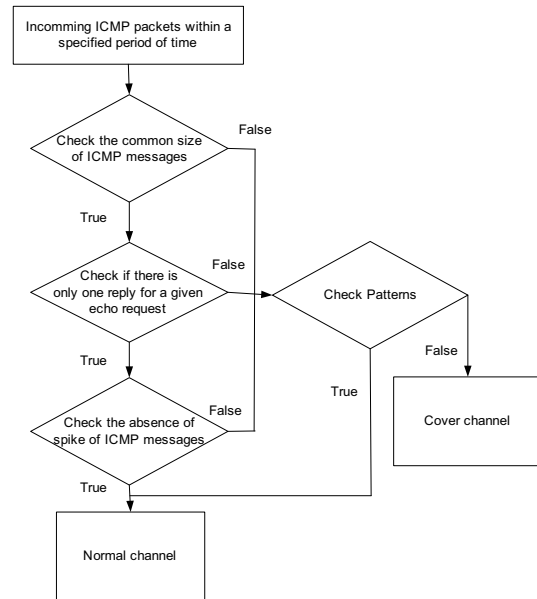 Incomming ICMP packets within a
specified period of time
Check the common size
of ICMP messages
False
True
Check if there is
only one reply for a given
echo request
False
Check Patterns
True
False
Check the absence of
spike of ICMP messages
False
True
Cover channel
True
Normal channel